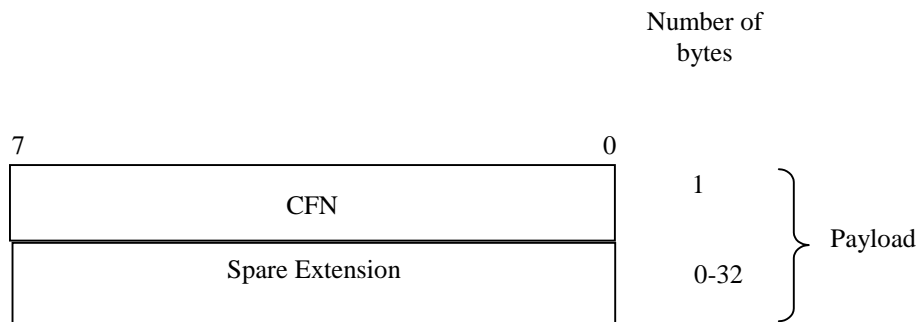 Number of
bytes
7
0
CFN
1
Payload
Spare Extension
0-32